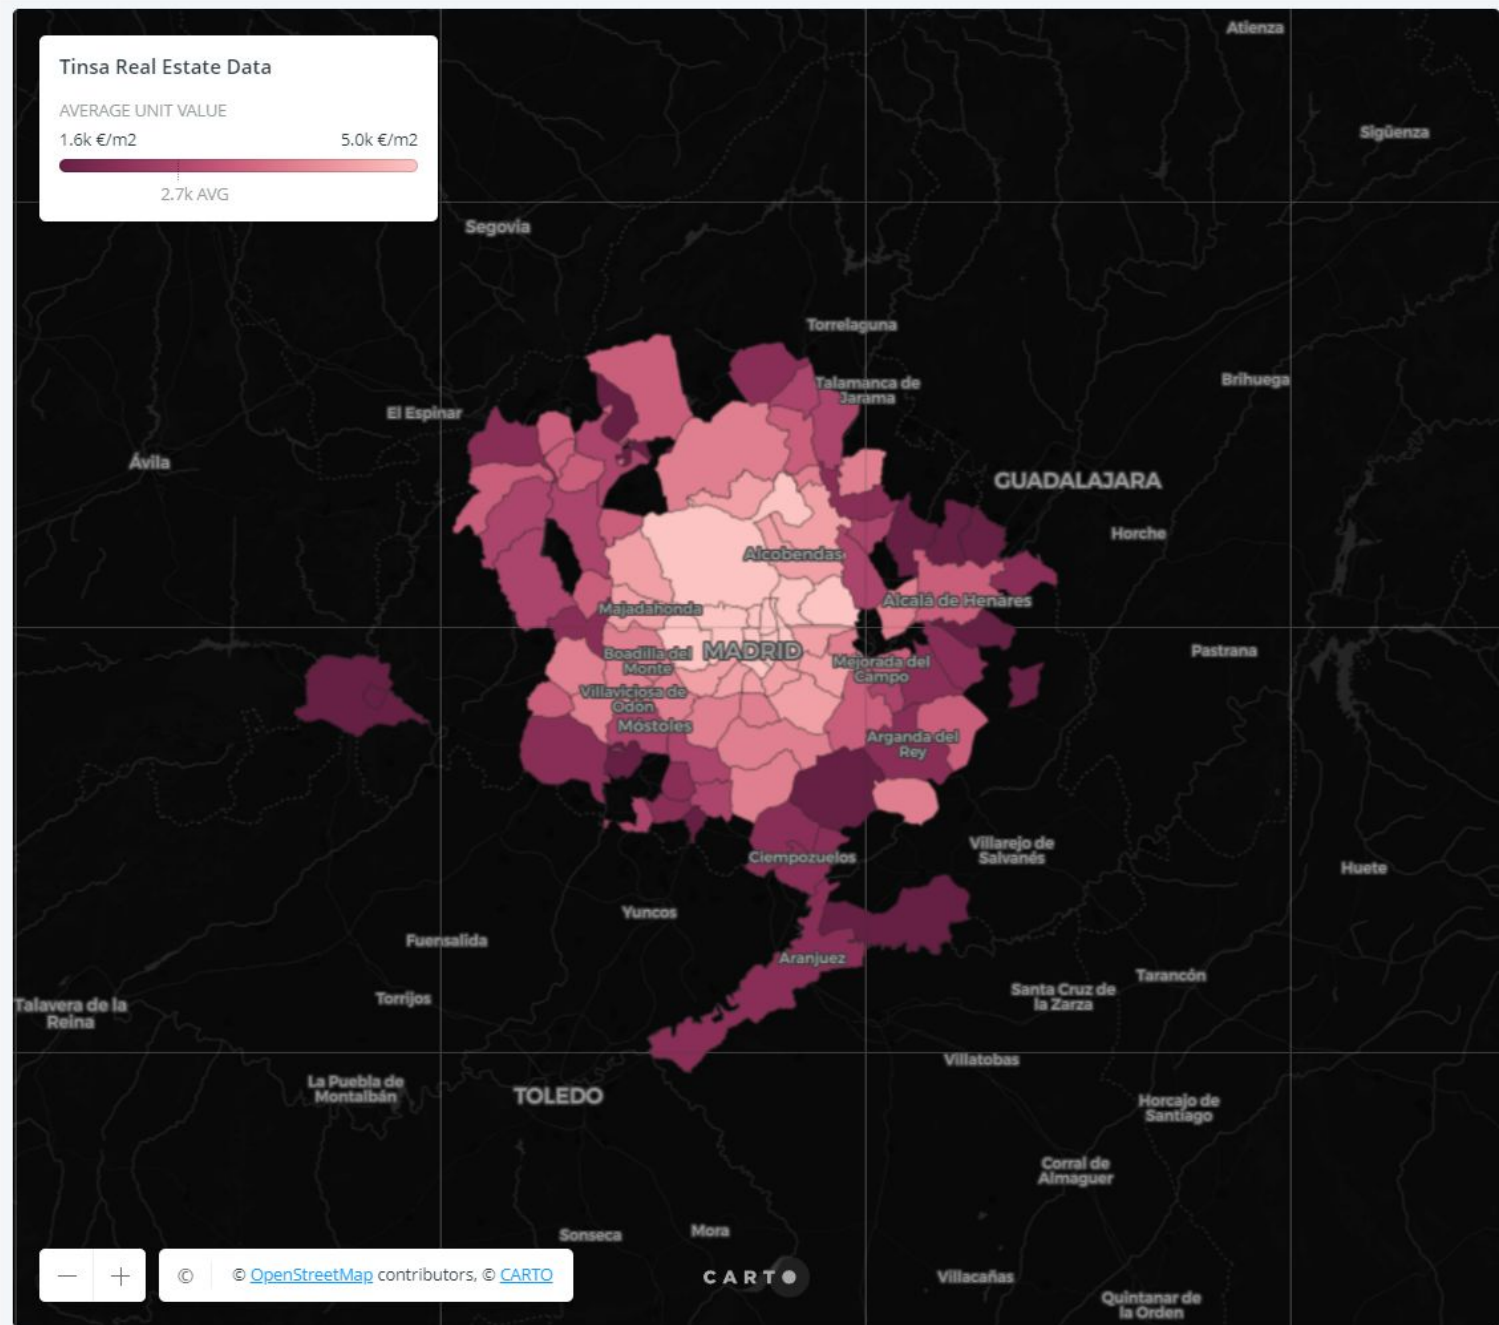 Tinsa Real Estate Data
AVERAGE UNIT VALUE
1.6k €/m2 5.0k €/m2
2.7k AVG
Atienza
Sigüenza
Segovia
Torrelaguna
Brihuega
Talamanca de
Jarama
El Espinar
Ávila
GUADALAJARA
Horche
Alcobendas
Alcalá de Henares
Majadahonda
MADRID
Pastrana
Boadilla del
Monte
Mejorada del
Campo
Villaviciosa de
Odón
Móstoles
Arganda del
Rey
Villarejo de
Salvanés
Ciempozuelos
Huete
Yuncos
Fuensalida
Aranjuez
Tarancón
Santa Cruz de
la Zarza
Torrijos
Talavera de la
Reina
Villatobas
La Puebla de
Montalbán
TOLEDO
Horcajo de
Santiago
Corral de
Almaguer
Sonseca
Mora
Villacañas
Quintanar de
la Orden
© © OpenStreetMap contributors, © CARTO
CARTO